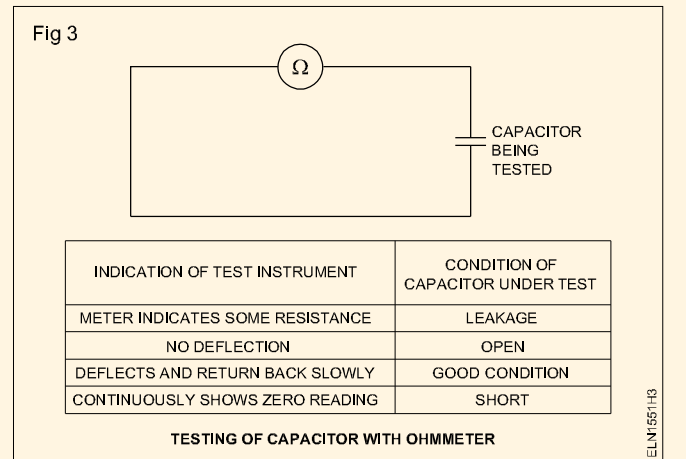 Fig 3
Ω
CAPACITOR
BEING
TESTED
INDICATION OF TEST INSTRUMENT
CONDITION OF
CAPACITOR UNDER TEST
METER INDICATES SOME RESISTANCE
LEAKAGE
NO DEFLECTION
OPEN
DEFLECTS AND RETURN BACK SLOWLY
GOOD CONDITION
CONTINUOUSLY SHOWS ZERO READING
SHORT
TESTING OF CAPACITOR WITH OHMMETER
ELN1551H3